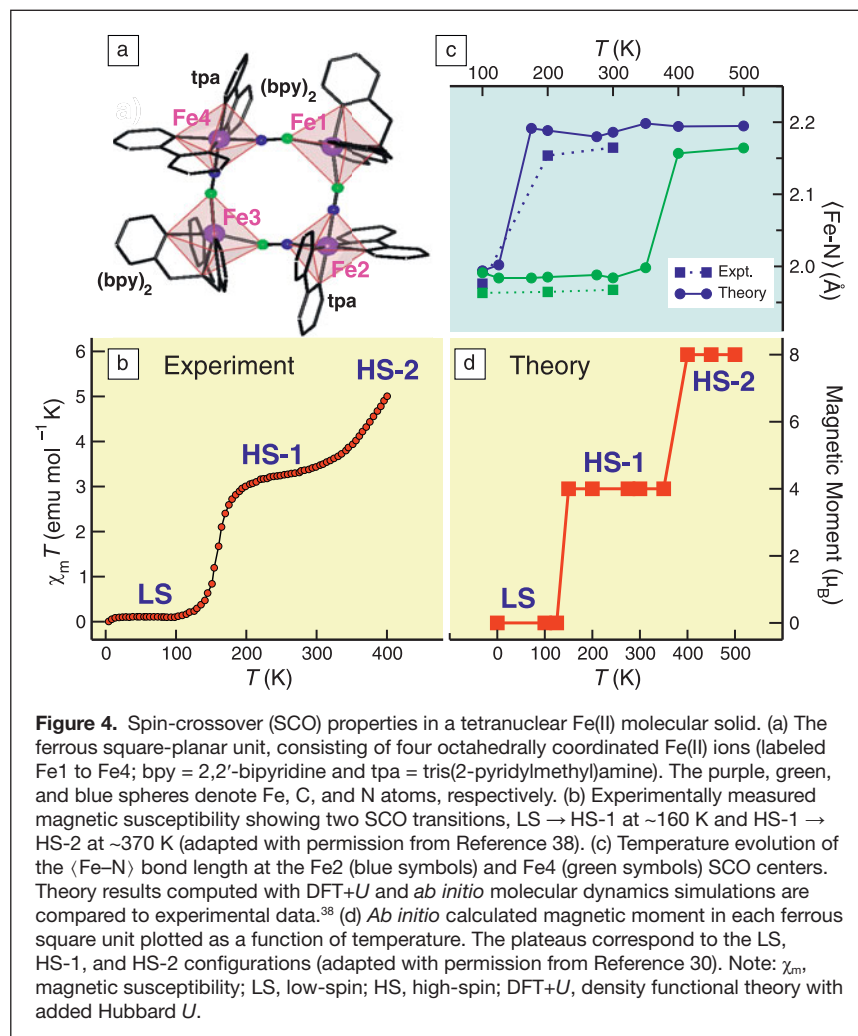 a
tpa
(bpy)₂
a)
Fe4
Fe1
Fe3
Fe2
(bpy)₂
tpa
c
T (K)
100 200 300 400 500
2.2
2.1
2.0
⟨Fe-N⟩ (Å)
Expt.
Theory
b
Experiment
HS-2
HS-1
LS
6
5
4
3
2
1
0
χₘT (emu mol⁻¹ K)
0 100 200 300 400
T (K)
d
Theory
HS-2
HS-1
LS
8
4
0
Magnetic Moment (μ_B)
0 100 200 300 400 500
T (K)
Figure 4. Spin-crossover (SCO) properties in a tetranuclear Fe(II) molecular solid. (a) The
ferrous square-planar unit, consisting of four octahedrally coordinated Fe(II) ions (labeled
Fe1 to Fe4; bpy = 2,2′-bipyridine and tpa = tris(2-pyridylmethyl)amine). The purple, green,
and blue spheres denote Fe, C, and N atoms, respectively. (b) Experimentally measured
magnetic susceptibility showing two SCO transitions, LS → HS-1 at ~160 K and HS-1 →
HS-2 at ~370 K (adapted with permission from Reference 38). (c) Temperature evolution of
the ⟨Fe–N⟩ bond length at the Fe2 (blue symbols) and Fe4 (green symbols) SCO centers.
Theory results computed with DFT+U and ab initio molecular dynamics simulations are
compared to experimental data.³⁸ (d) Ab initio calculated magnetic moment in each ferrous
square unit plotted as a function of temperature. The plateaus correspond to the LS,
HS-1, and HS-2 configurations (adapted with permission from Reference 30). Note: χₘ,
magnetic susceptibility; LS, low-spin; HS, high-spin; DFT+U, density functional theory with
added Hubbard U.